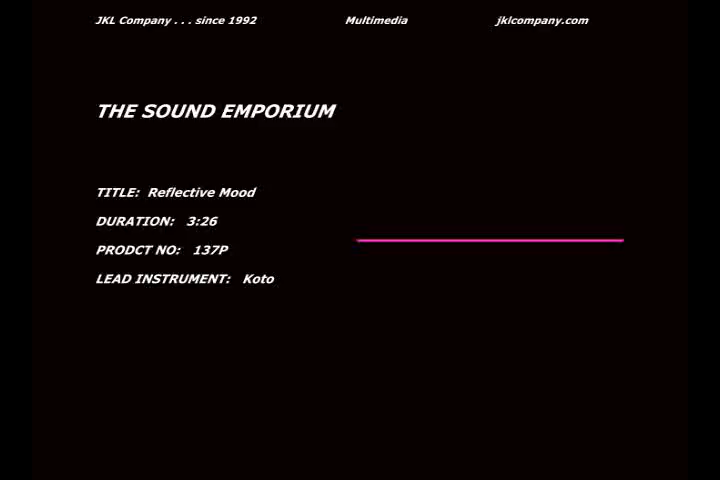 JKL Company . . . since 1992 Multimedia jklcompany.com
THE SOUND EMPORIUM
TITLE: Reflective Mood
DURATION: 3:26
PRODCT NO: 137P
LEAD INSTRUMENT: Koto